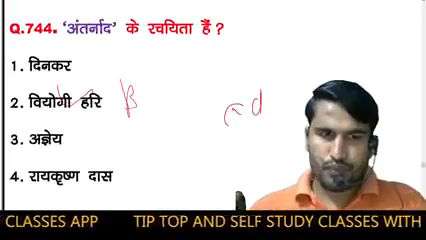 Q.744. 'अंतर्नाद' के रचयिता हैं ?
1. दिनकर
2. वियोगी हरि B
3. अज्ञेय
4. रायकृष्ण दास
CLASSES APP TIP TOP AND SELF STUDY CLASSES WITH